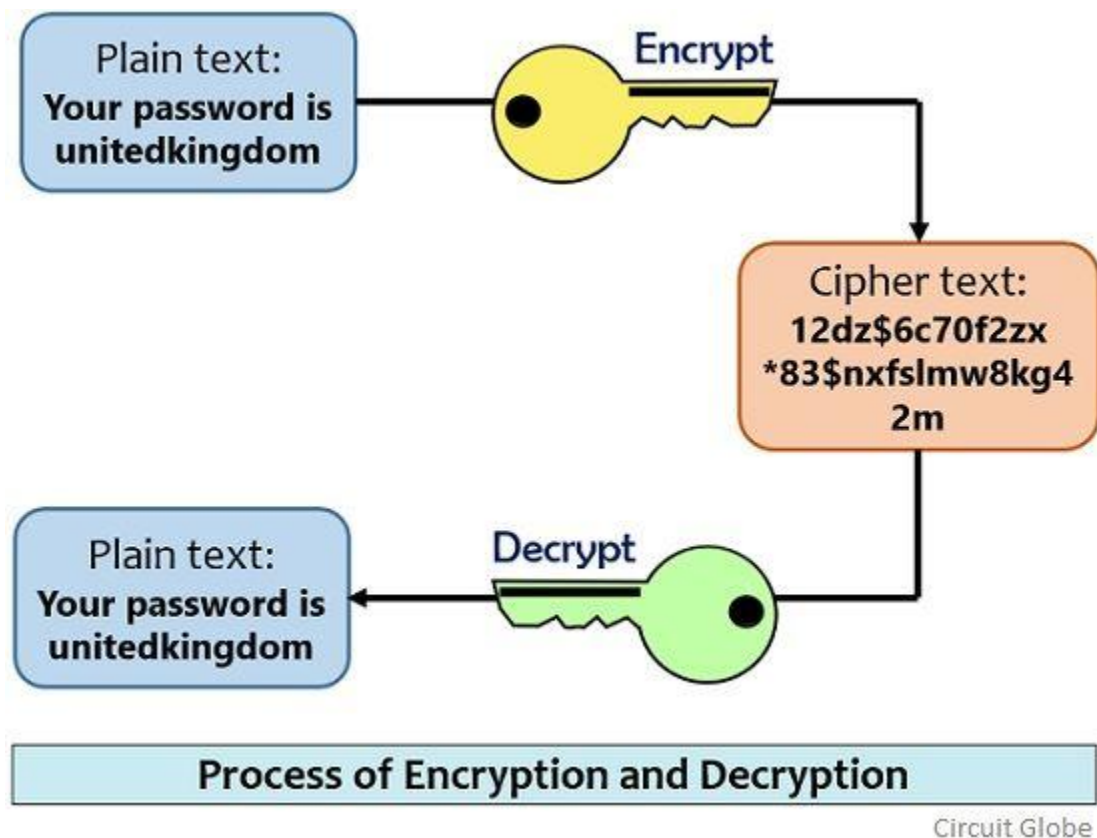 Plain text:
Your password is
unitedkingdom
Encrypt
Cipher text:
12dz$6c70f2zx
*83$nxfslmw8kg4
2m
Decrypt
Plain text:
Your password is
unitedkingdom
Process of Encryption and Decryption
Circuit Globe